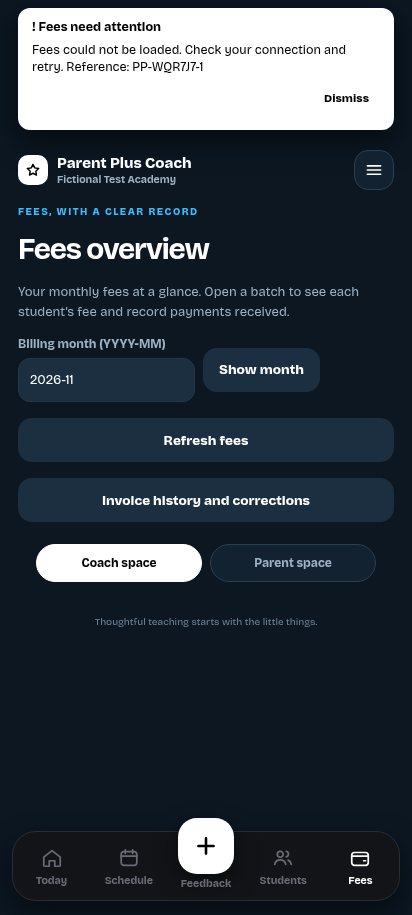 ! Fees need attention
Fees could not be loaded. Check your connection and
retry. Reference: PP-WQR7J7-1
Dismiss
Parent Plus Coach
Fictional Test Academy
FEES, WITH A CLEAR RECORD
Fees overview
Your monthly fees at a glance. Open a batch to see each
student's fee and record payments received.
Billing month (YYYY-MM)
2026-11
Show month
Refresh fees
Invoice history and corrections
Coach space
Parent space
Thoughtful teaching starts with the little things.
Today
Schedule
Feedback
Students
Fees